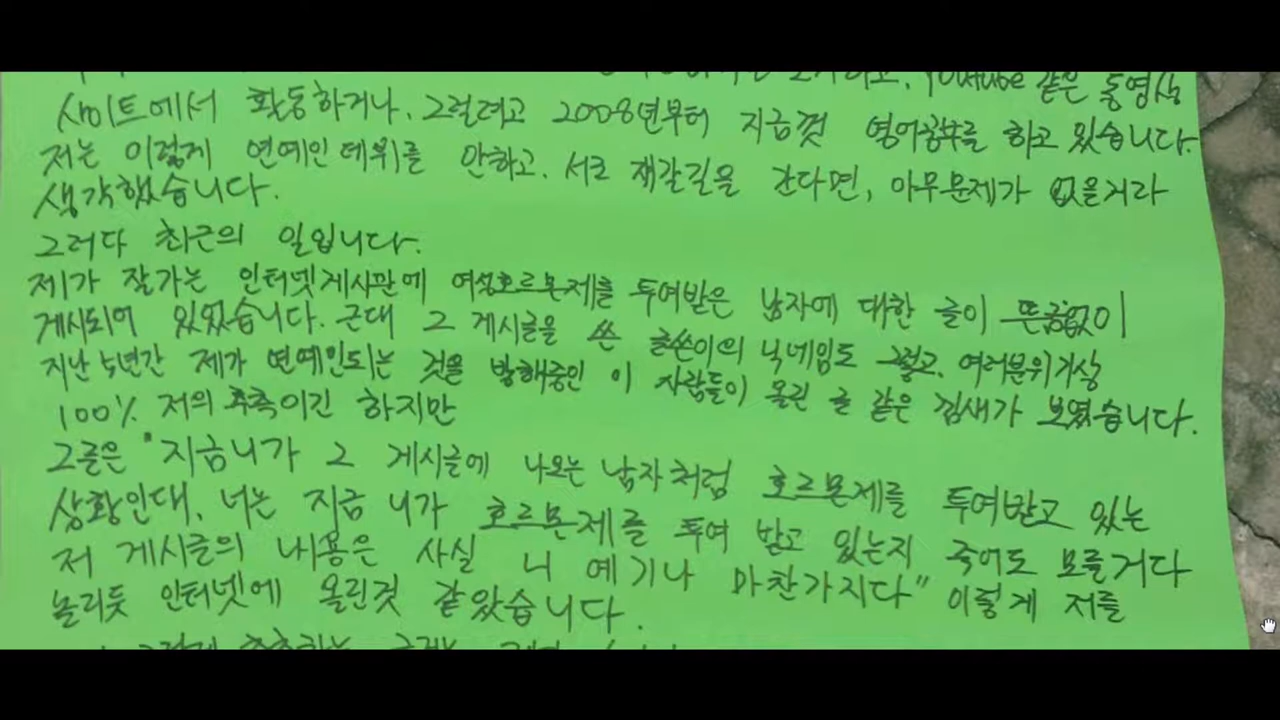 Youtube 같은 동영상
사이트에서 활동하거나, 그럴려고 2008년부터 지금껏 영어공부를 하고 있습니다.
저는 이렇게 연예인 데뷔를 안하고, 서로 재갈길을 간다면, 아무문제가 없을거라
생각했습니다.
그러다 최근의 일입니다.
제가 잘가는 인터넷게시판에 여성호르몬제를 투여받은 남자에 대한 글이 뜬금없이
게시되어 있었습니다. 근대 그 게시글을 쓴 글쓴이의 닉네임도 그렇고, 여러분위기상
지난 5년간 제가 연예인되는 것을 방해중인 이 사람들이 올린 글 같은 낌새가 보였습니다.
100% 저의 추측이긴 하지만
그글은 "지금 니가 그 게시글에 나오는 남자처럼 호르몬제를 투여받고 있는
상황인대, 너는 지금 니가 호르몬제를 투여 받고 있는지 죽어도 모를거다
저 게시글의 내용은 사실 니 예기나 마찬가지다" 이렇게 저를
놀리듯 인터넷에 올린것 같았습니다.